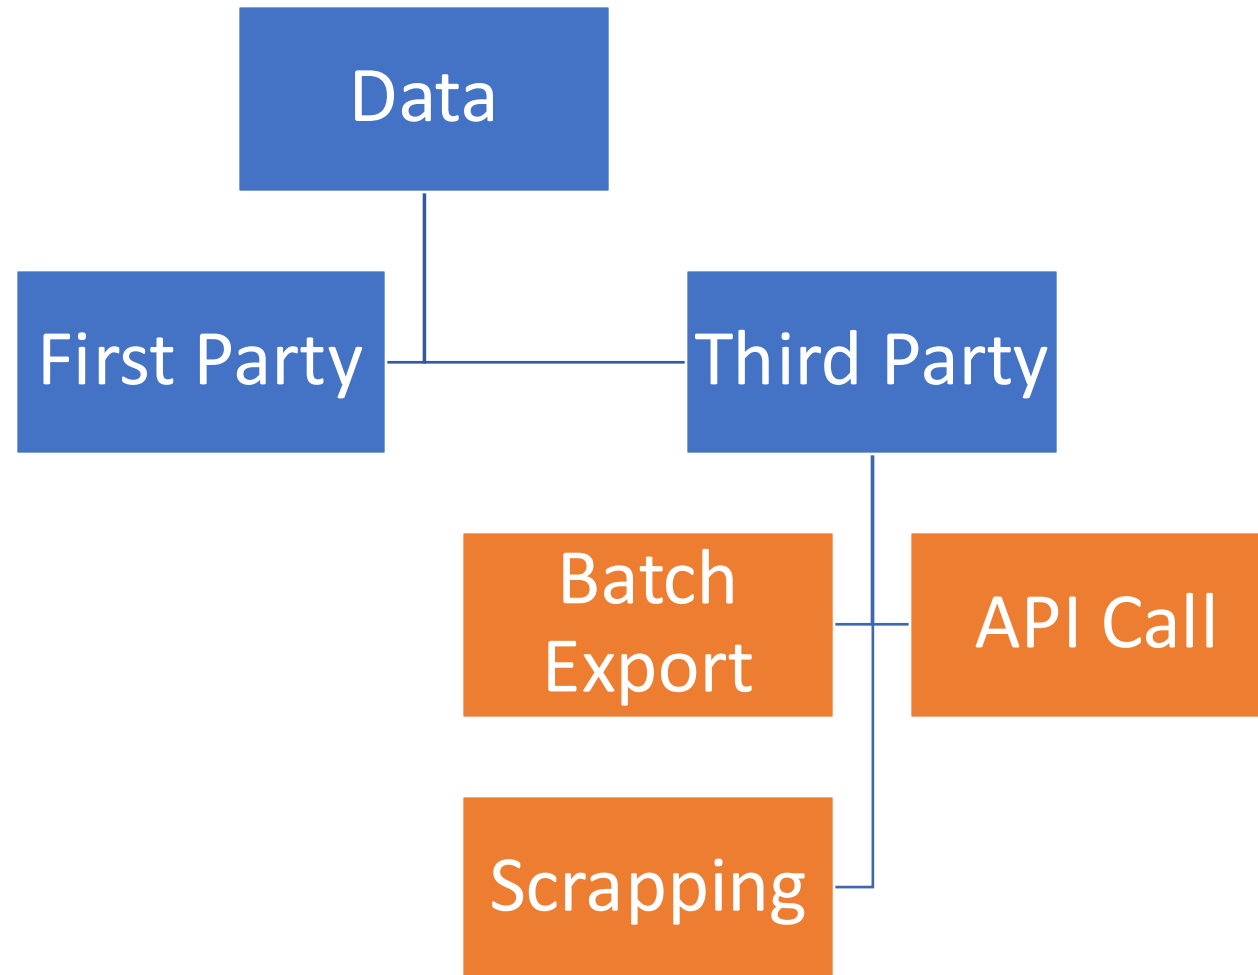 Data
First Party
Third Party
Batch
Export
API Call
Scrapping